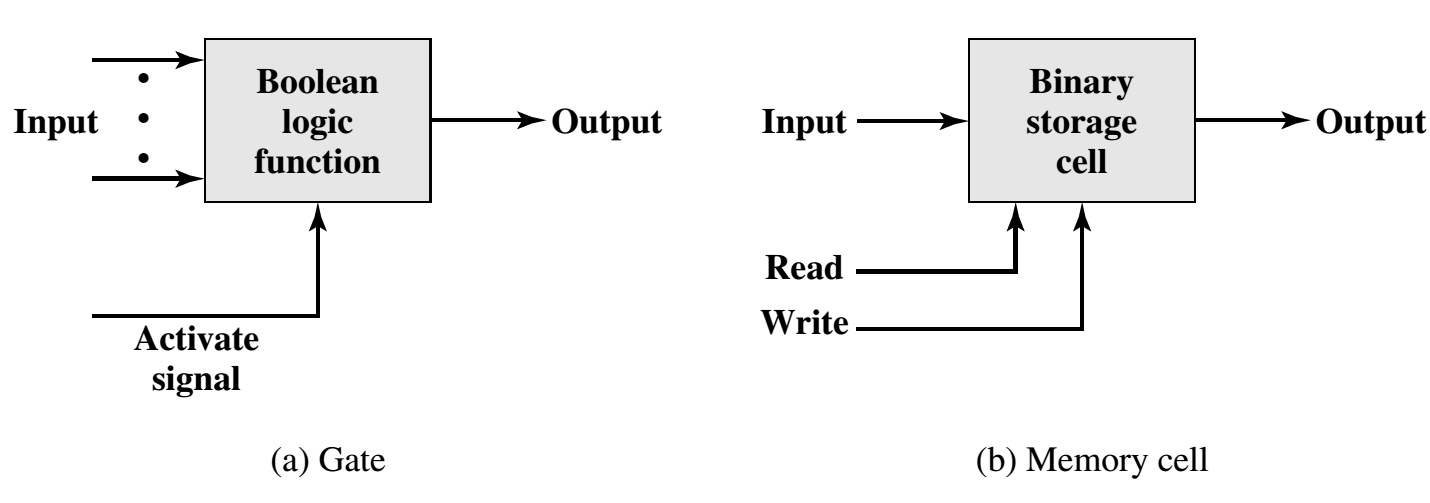 Input
Boolean
logic
function
Output
Activate
signal
(a) Gate
Input
Binary
storage
cell
Output
Read
Write
(b) Memory cell